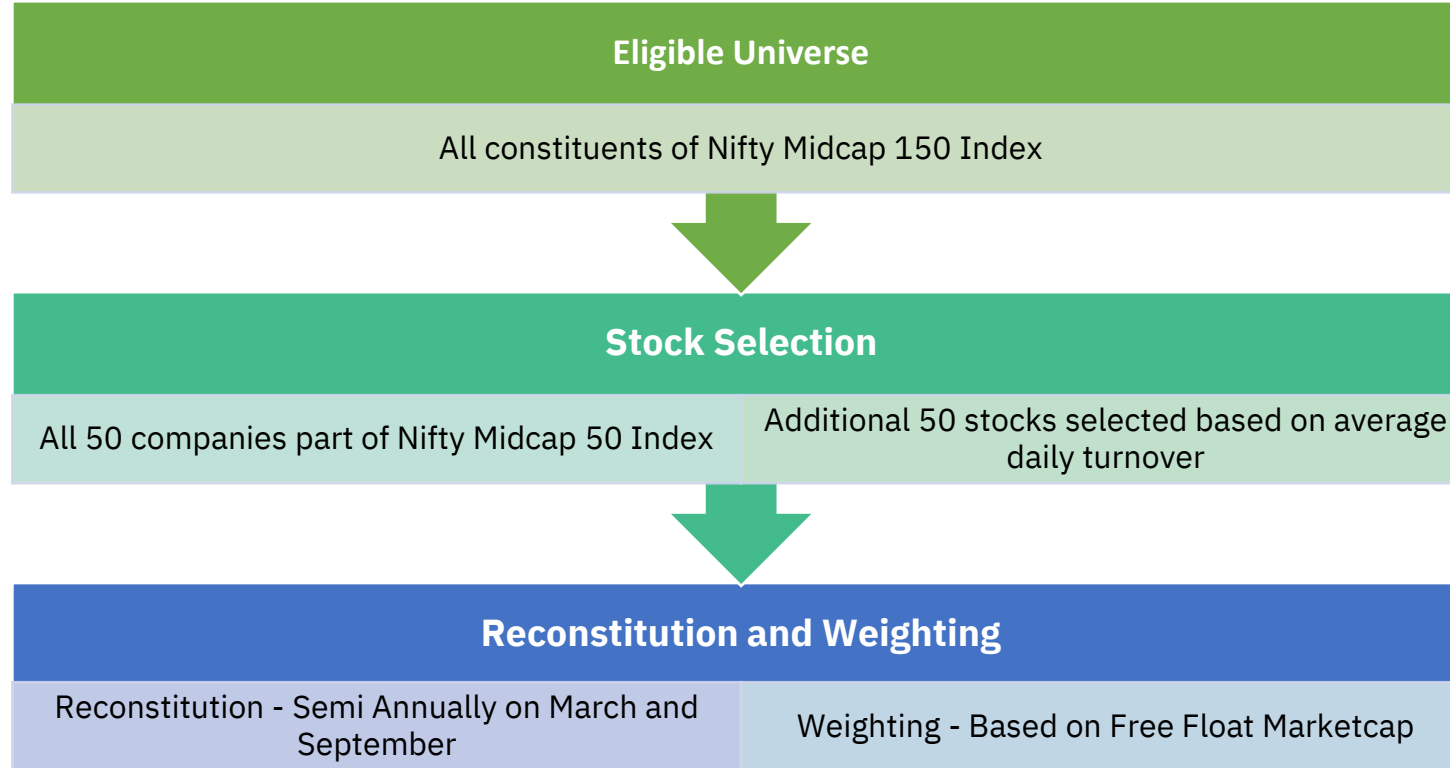 Eligible Universe
All constituents of Nifty Midcap 150 Index
Stock Selection
All 50 companies part of Nifty Midcap 50 Index
Additional 50 stocks selected based on average
daily turnover
Reconstitution and Weighting
Reconstitution - Semi Annually on March and
September
Weighting - Based on Free Float Marketcap